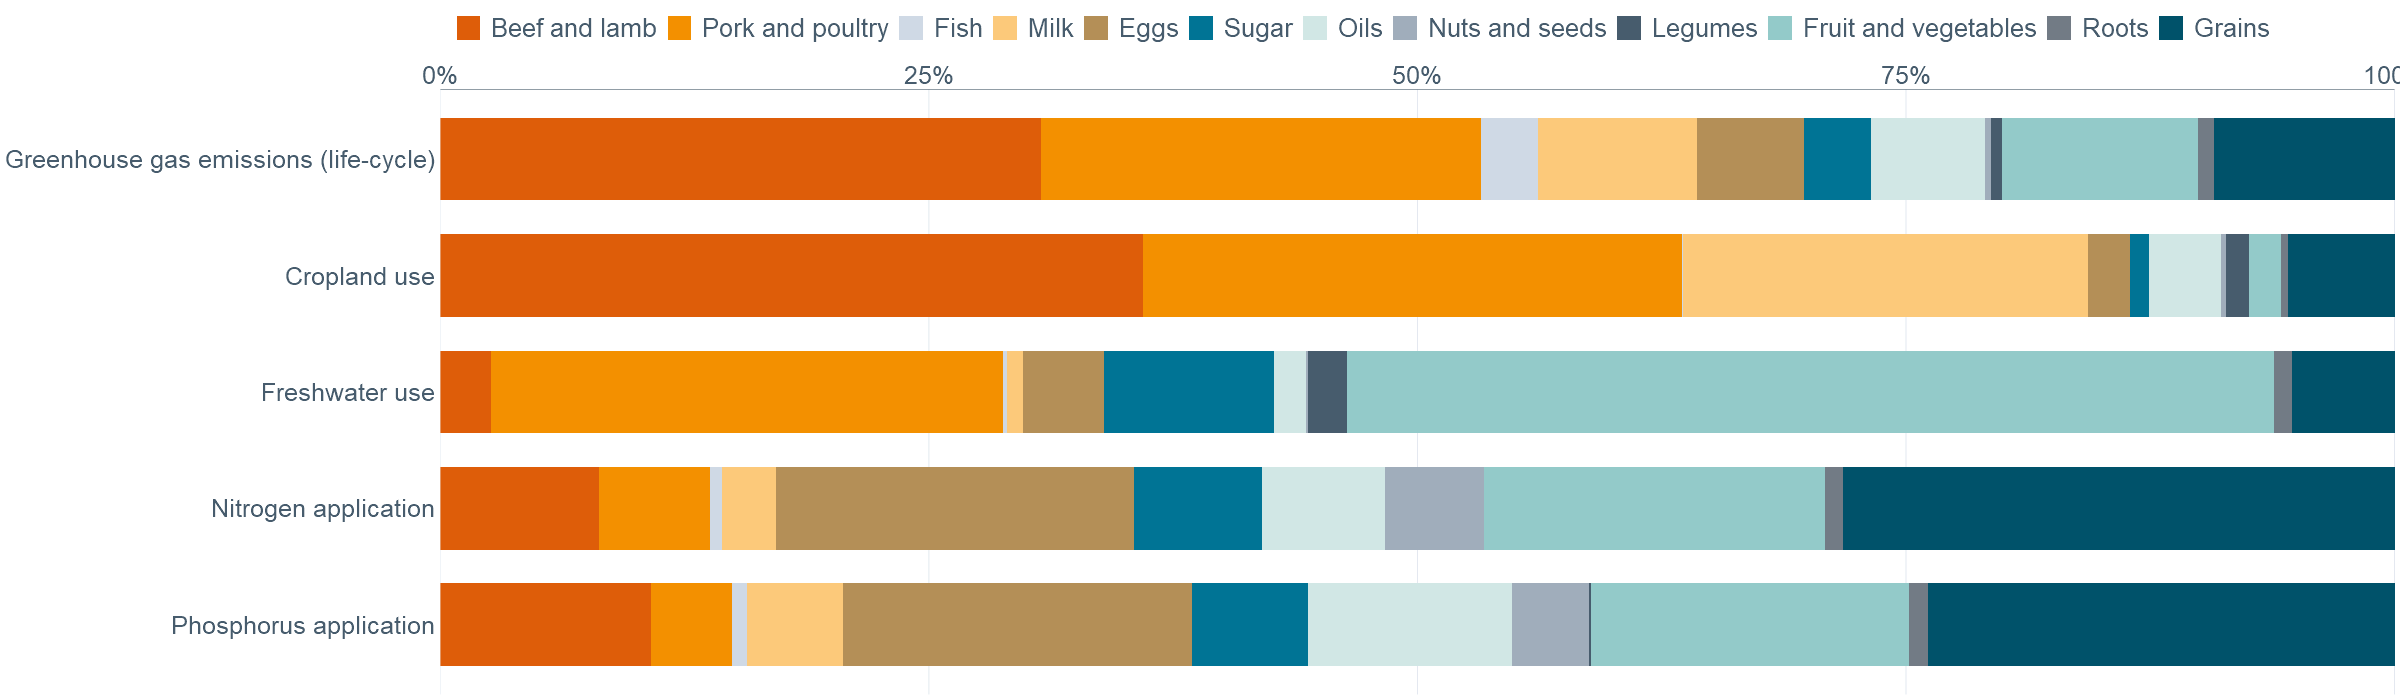 Beef and lamb Pork and poultry Fish Milk Eggs Sugar Oils Nuts and seeds Legumes Fruit and vegetables Roots Grains
0% 25% 50% 75% 100
Greenhouse gas emissions (life-cycle)
Cropland use
Freshwater use
Nitrogen application
Phosphorus application